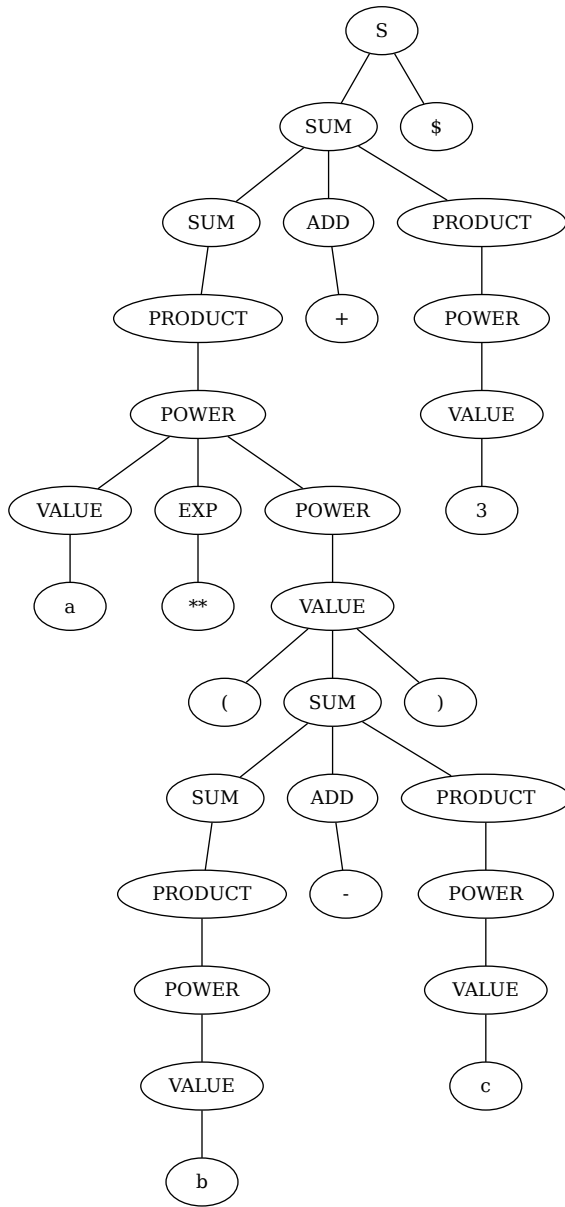 S
SUM $
SUM ADD PRODUCT
PRODUCT + POWER
POWER VALUE
VALUE EXP POWER 3
a ** VALUE
( SUM )
SUM ADD PRODUCT
PRODUCT - POWER
POWER VALUE
VALUE c
b